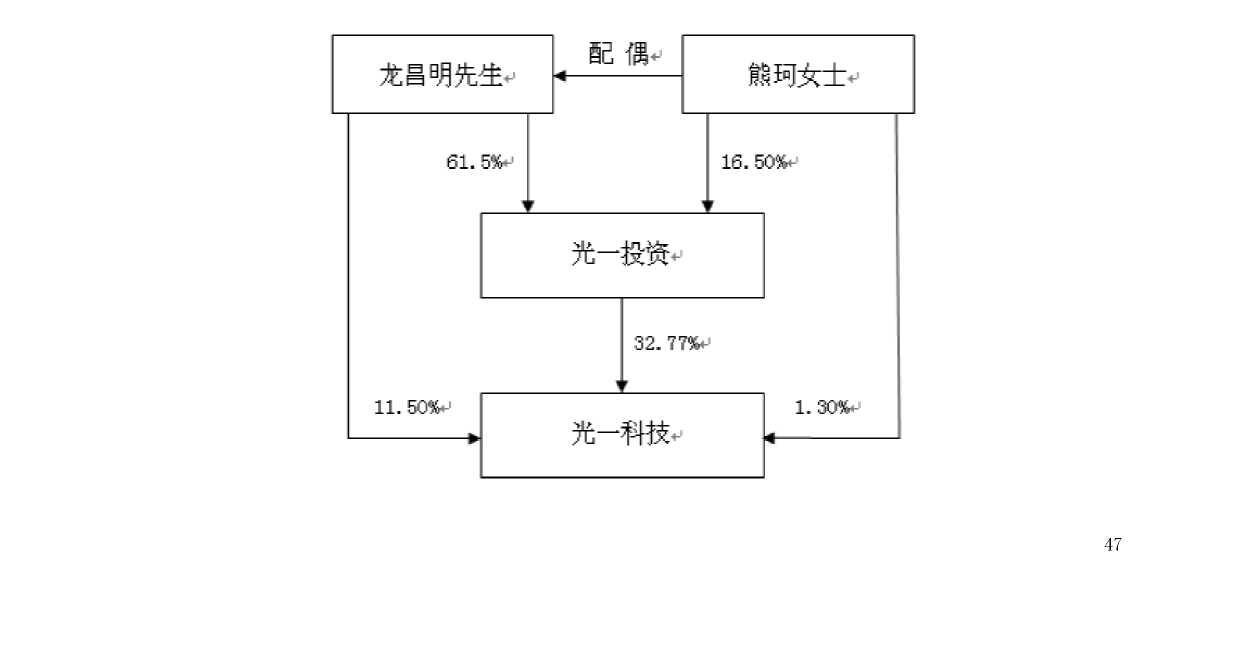 配 偶
龙昌明先生
熊珂女士
61.5%
16.50%
光一投资
32.77%
11.50%
1.30%
光一科技
47